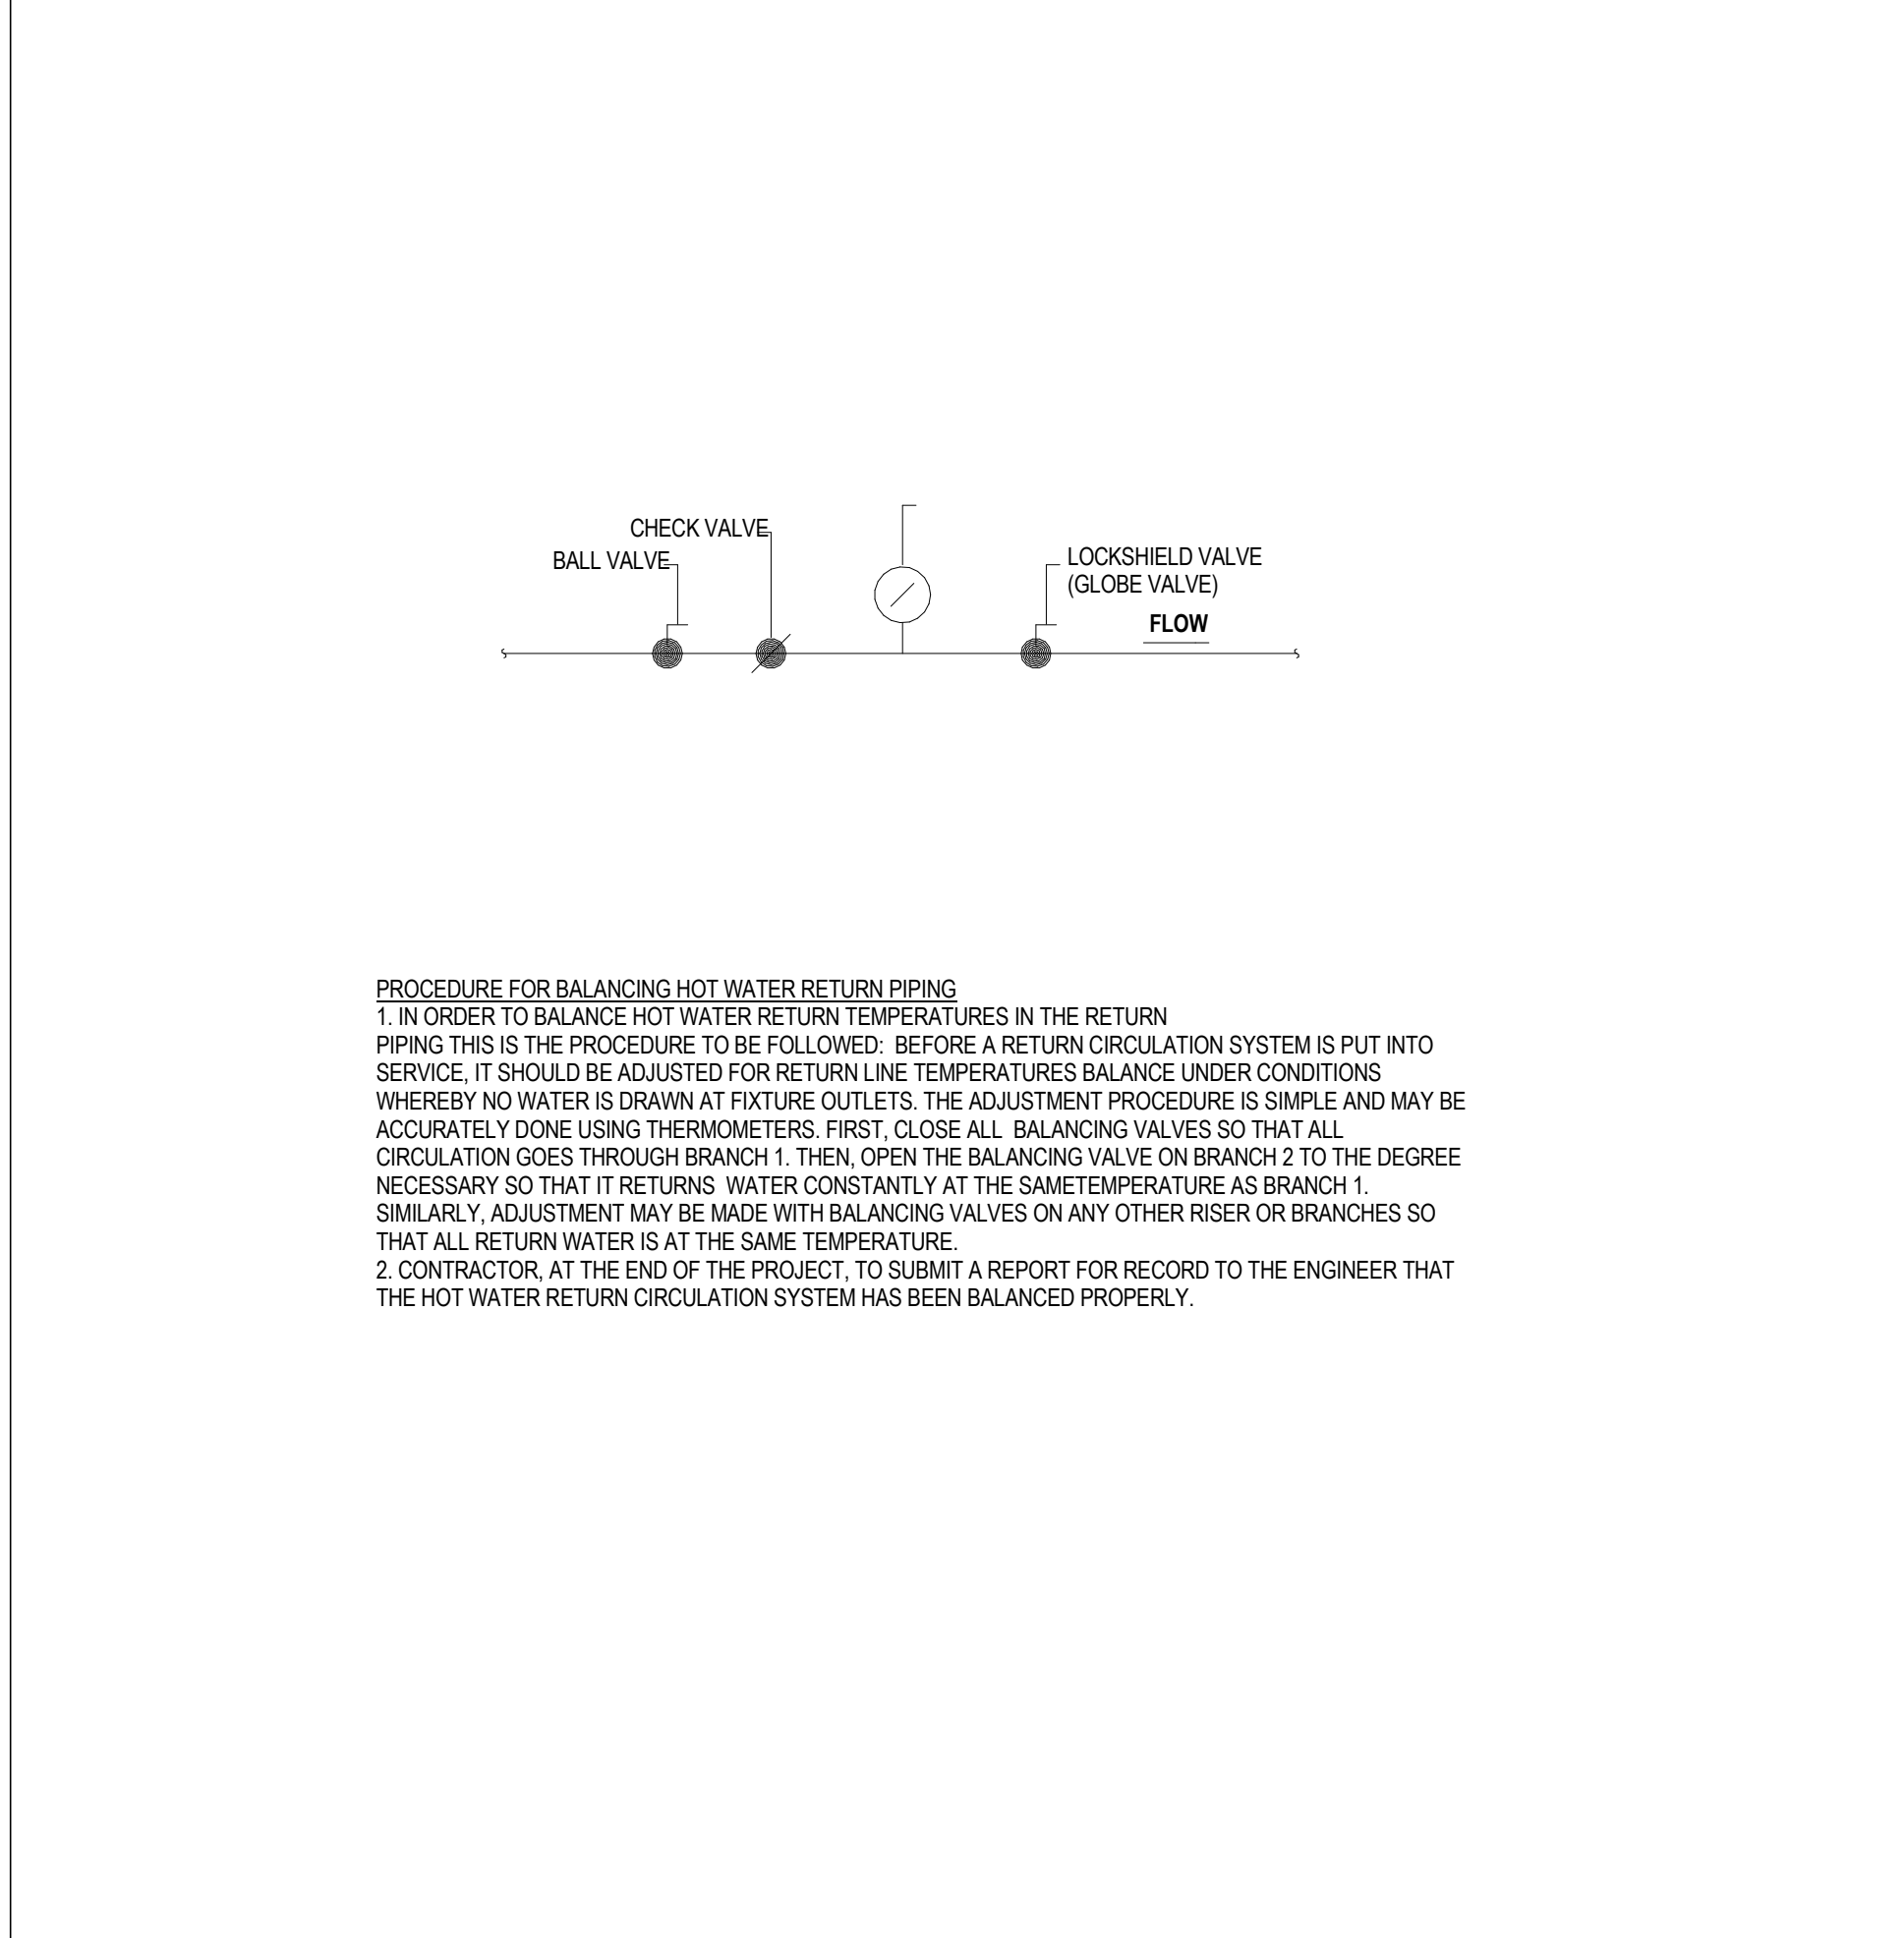 CHECK VALVE
BALL VALVE
LOCKSHIELD VALVE
(GLOBE VALVE)
FLOW
PROCEDURE FOR BALANCING HOT WATER RETURN PIPING
1. IN ORDER TO BALANCE HOT WATER RETURN TEMPERATURES IN THE RETURN
PIPING THIS IS THE PROCEDURE TO BE FOLLOWED: BEFORE A RETURN CIRCULATION SYSTEM IS PUT INTO
SERVICE, IT SHOULD BE ADJUSTED FOR RETURN LINE TEMPERATURES BALANCE UNDER CONDITIONS
WHEREBY NO WATER IS DRAWN AT FIXTURE OUTLETS. THE ADJUSTMENT PROCEDURE IS SIMPLE AND MAY BE
ACCURATELY DONE USING THERMOMETERS. FIRST, CLOSE ALL BALANCING VALVES SO THAT ALL
CIRCULATION GOES THROUGH BRANCH 1. THEN, OPEN THE BALANCING VALVE ON BRANCH 2 TO THE DEGREE
NECESSARY SO THAT IT RETURNS WATER CONSTANTLY AT THE SAMETEMPERATURE AS BRANCH 1.
SIMILARLY, ADJUSTMENT MAY BE MADE WITH BALANCING VALVES ON ANY OTHER RISER OR BRANCHES SO
THAT ALL RETURN WATER IS AT THE SAME TEMPERATURE.
2. CONTRACTOR, AT THE END OF THE PROJECT, TO SUBMIT A REPORT FOR RECORD TO THE ENGINEER THAT
THE HOT WATER RETURN CIRCULATION SYSTEM HAS BEEN BALANCED PROPERLY.